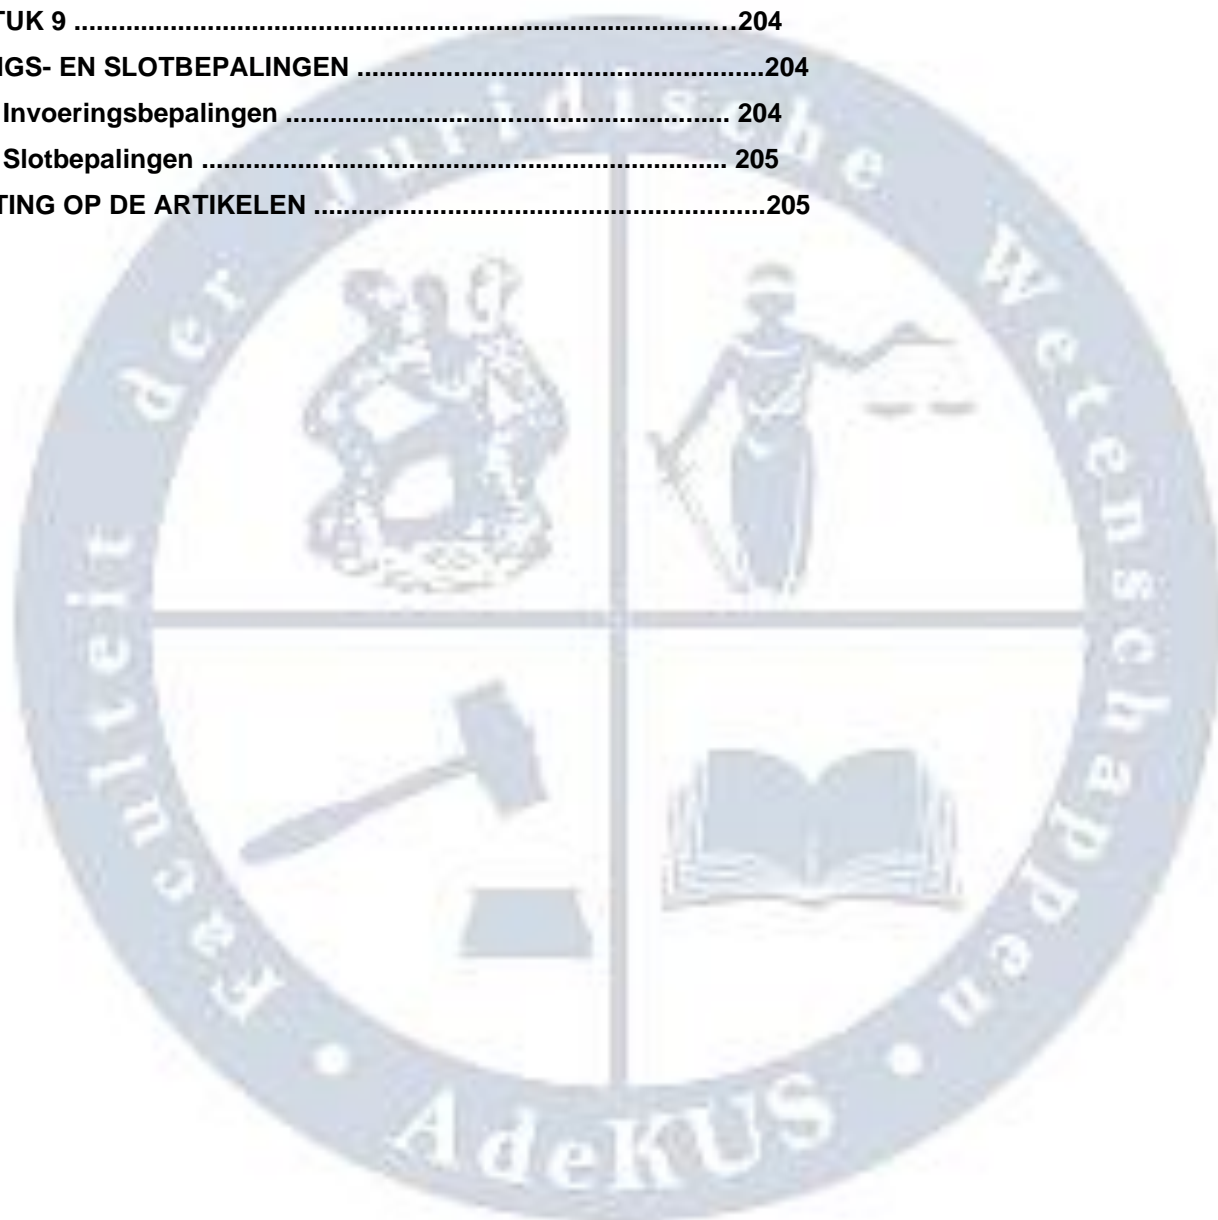 TUK 9 ..........................................................................................204
NGS- EN SLOTBEPALINGEN .......................................................204
Invoeringsbepalingen ............................................................ 204
Slotbepalingen ....................................................................... 205
TING OP DE ARTIKELEN .............................................................205
Faculteit der Juridische Wetenschappen
AdeKUS